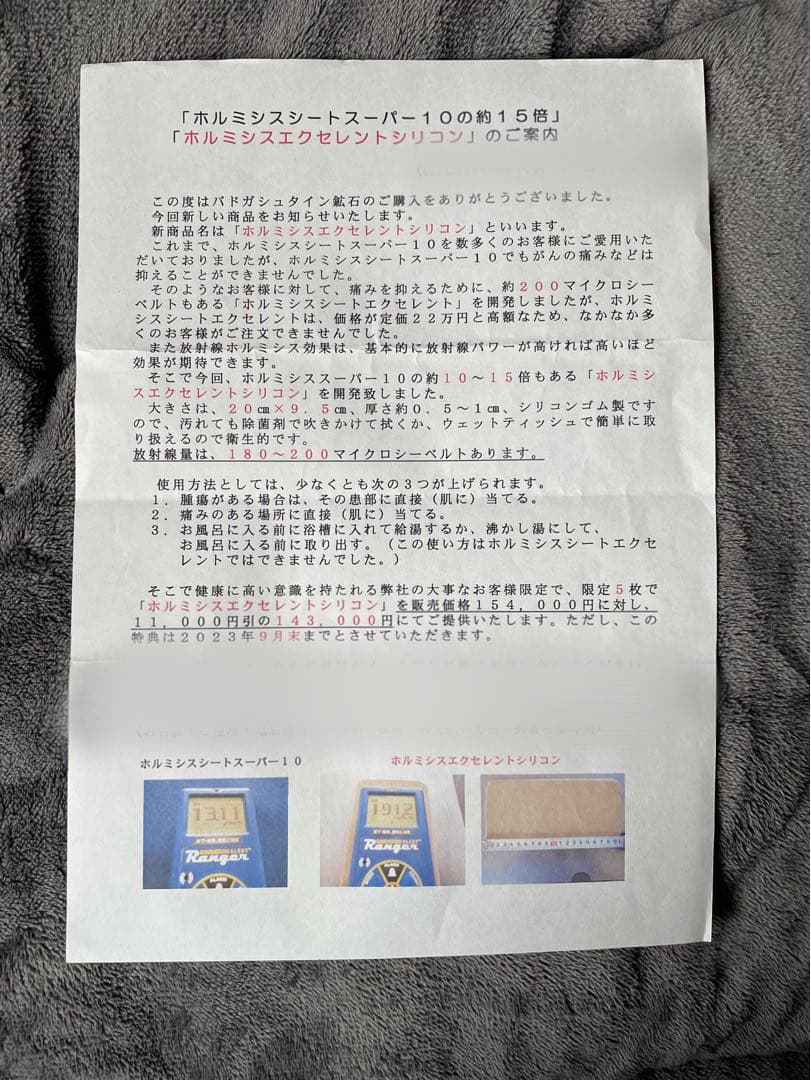 「ホルミシスシートスーパー１０の約１５倍」
「ホルミシスエクセレントシリコン」のご案内
この度はバドガシュタイン鉱石のご購入をありがとうございました。
今回新しい商品をお知らせいたします。
新商品名は「ホルミシスエクセレントシリコン」といいます。
これまで、ホルミシスシートスーパー１０を数多くのお客様にご愛用いた
だいておりましたが、ホルミシスシートスーパー１０でもがんの痛みなどは
抑えることができませんでした。
そのようなお客様に対して、痛みを抑えるために、約２００マイクロシー
ベルトもある「ホルミシスシートエクセレント」を開発しましたが、ホルミ
シスシートエクセレントは、価格が定価２２万円と高額なため、なかなか多
くのお客様がご注文できませんでした。
また放射線ホルミシス効果は、基本的に放射線パワーが高ければ高いほど
効果が期待できます。
そこで今回、ホルミシススーパー１０の約１０～１５倍もある「ホルミシ
スエクセレントシリコン」を開発致しました。
大きさは、２０㎝×９．５㎝、厚さ約０．５～１㎝、シリコンゴム製です
ので、汚れても除菌剤で吹きかけて拭くか、ウェットティッシュで簡単に取
り扱えるので衛生的です。
放射線量は、１８０～２００マイクロシーベルトあります。
使用方法としては、少なくとも次の３つが上げられます。
１．腫瘍がある場合は、その患部に直接（肌に）当てる。
２．痛みのある場所に直接（肌に）当てる。
３．お風呂に入る前に浴槽に入れて給湯するか、沸かし湯にして、
お風呂に入る前に取り出す。（この使い方はホルミシスシートエクセ
レントではできませんでした。）
そこで健康に高い意識を持たれる弊社の大事なお客様限定で、限定５枚で
「ホルミシスエクセレントシリコン」を販売価格１５４，０００円に対し、
１１，０００円引の１４３，０００円にてご提供いたします。ただし、この
特典は２０２３年９月末までとさせていただきます。
ホルミシスシートスーパー１０
ホルミシスエクセレントシリコン
13.11
RADIATION ALERT
Ranger
191.2
RADIATION ALERT
Ranger